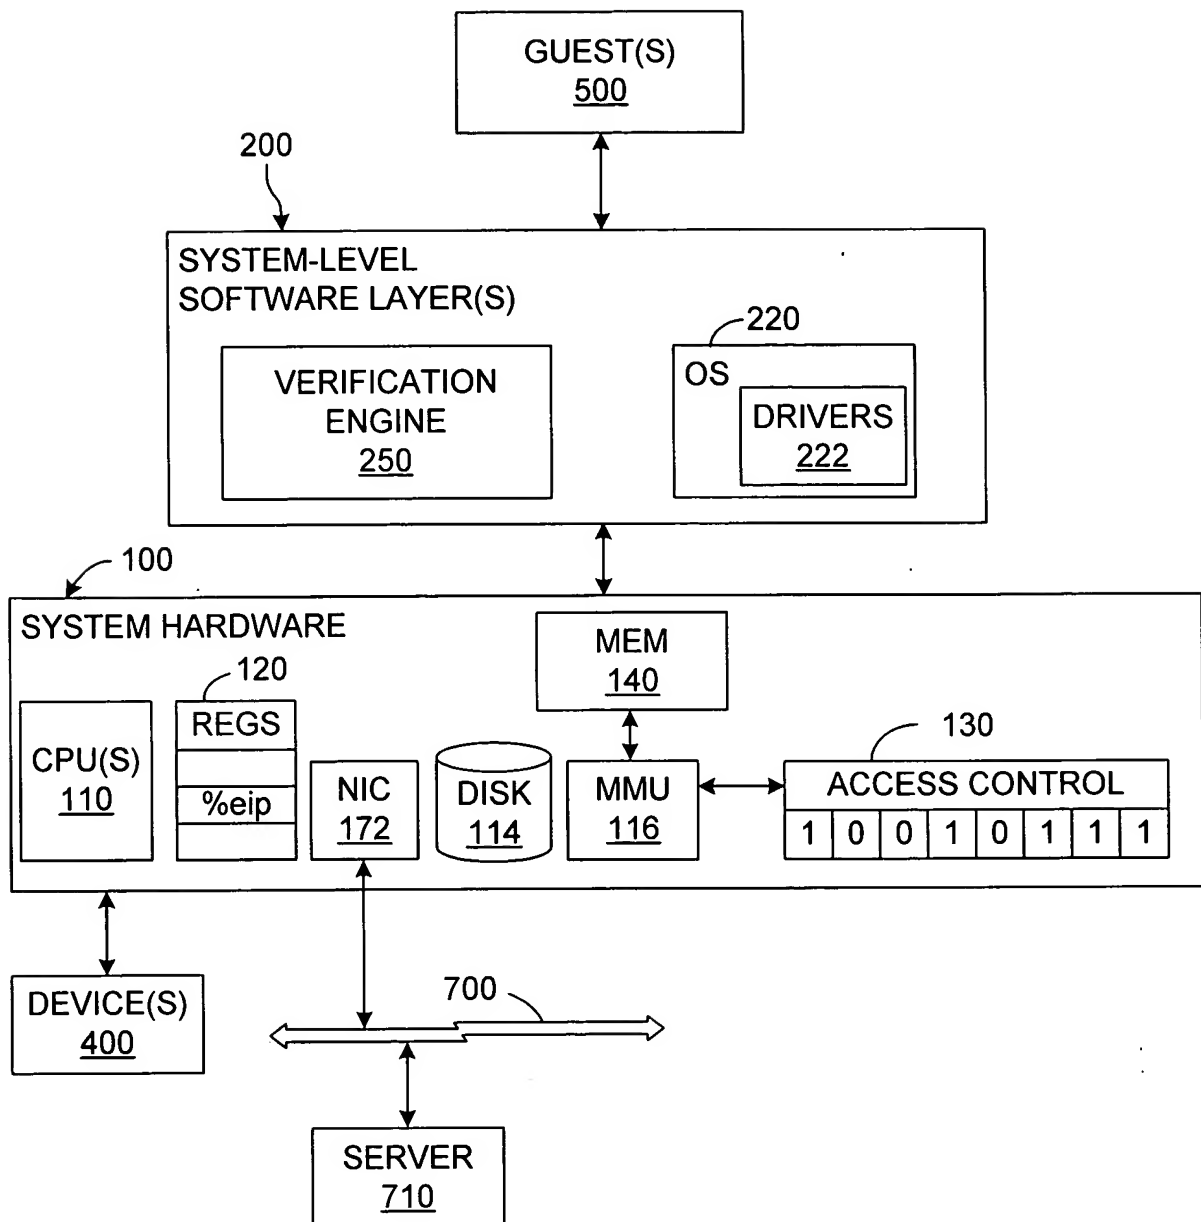 GUEST(S)
500
200
SYSTEM-LEVEL
SOFTWARE LAYER(S)
220
VERIFICATION
ENGINE
250
OS
DRIVERS
222
100
SYSTEM HARDWARE
MEM
140
120
REGS
%eip
CPU(S)
110
NIC
172
DISK
114
MMU
116
130
ACCESS CONTROL
1 0 0 1 0 1 1 1
DEVICE(S)
400
700
SERVER
710